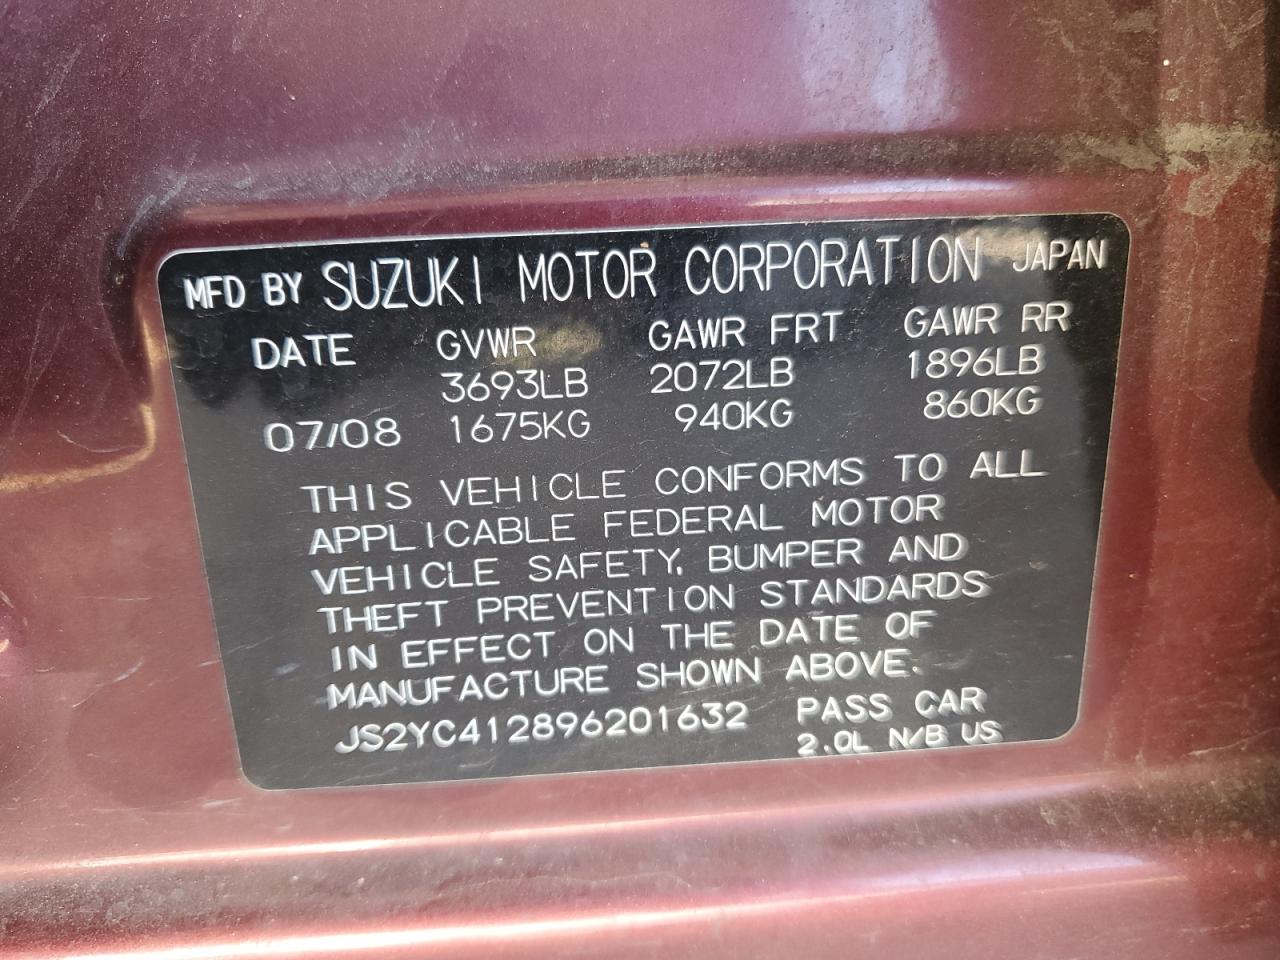 MFD BY SUZUKI MOTOR CORPORATION JAPAN
DATE GVWR GAWR FRT GAWR RR
3693LB 2072LB 1896LB
07/08 1675KG 940KG 860KG
THIS VEHICLE CONFORMS TO ALL
APPLICABLE FEDERAL MOTOR
VEHICLE SAFETY, BUMPER AND
THEFT PREVENTION STANDARDS
IN EFFECT ON THE DATE OF
MANUFACTURE SHOWN ABOVE.
JS2YC412896201632 PASS CAR
2.0L N/B US